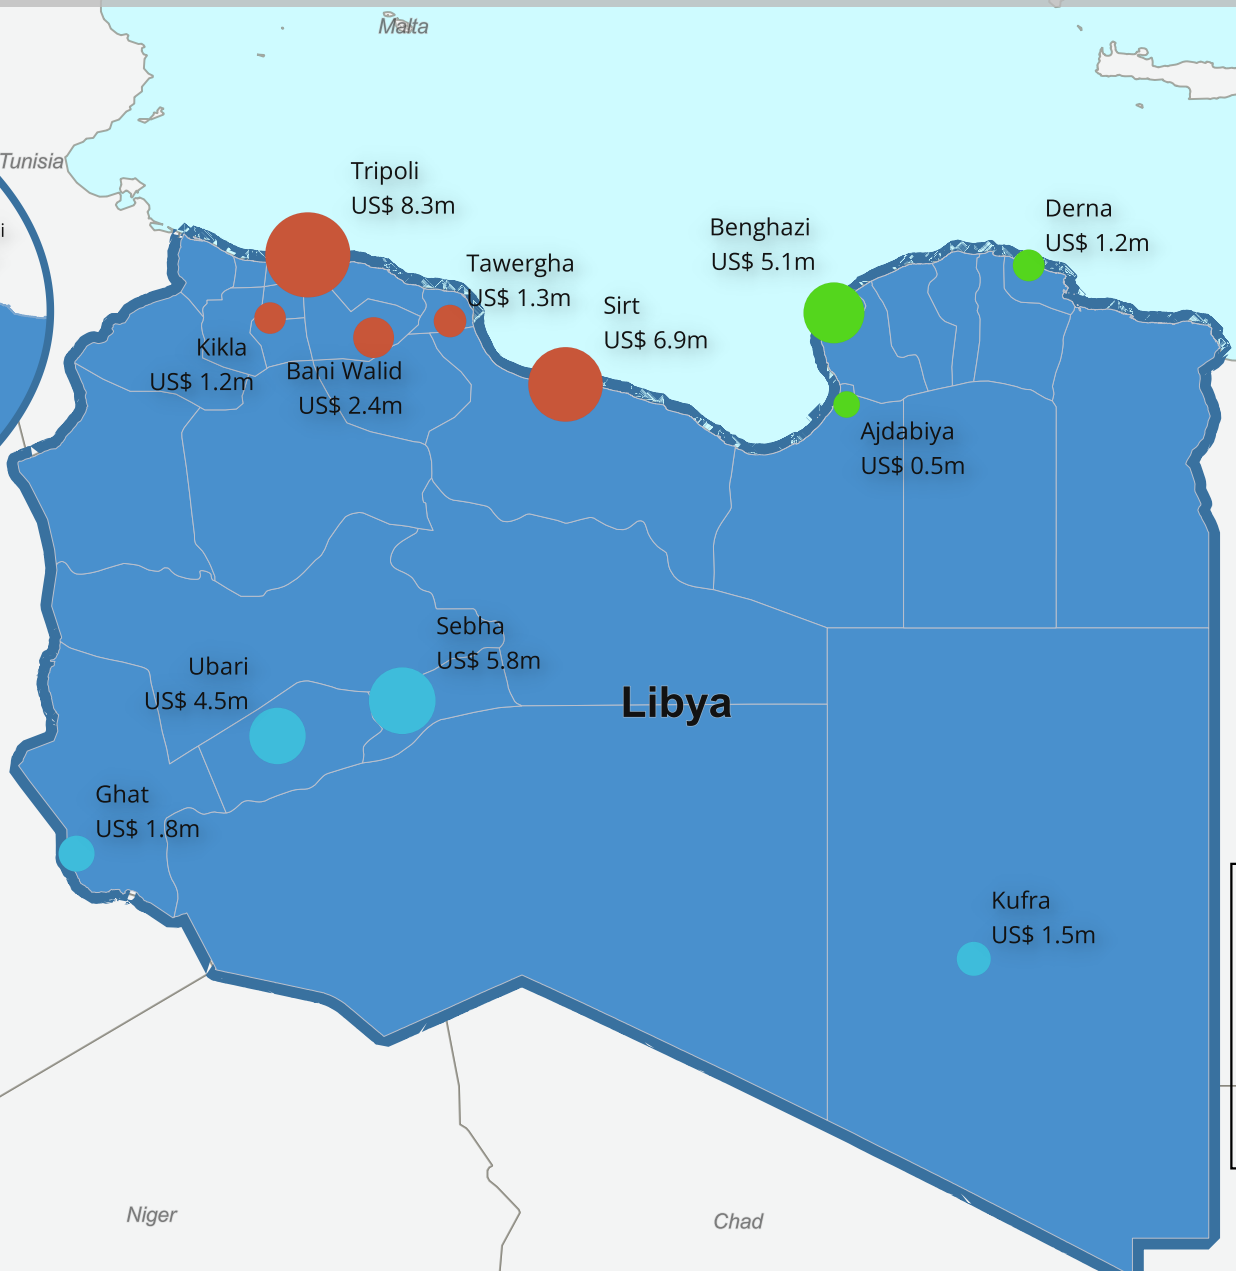 Malta
Tunisia
i
Tripoli
US$ 8.3m
Derna
US$ 1.2m
Benghazi
US$ 5.1m
Tawergha
US$ 1.3m
Sirt
US$ 6.9m
Kikla
US$ 1.2m
Bani Walid
US$ 2.4m
Ajdabiya
US$ 0.5m
Sebha
US$ 5.8m
Ubari
US$ 4.5m
Libya
Ghat
US$ 1.8m
Kufra
US$ 1.5m
Niger
Chad